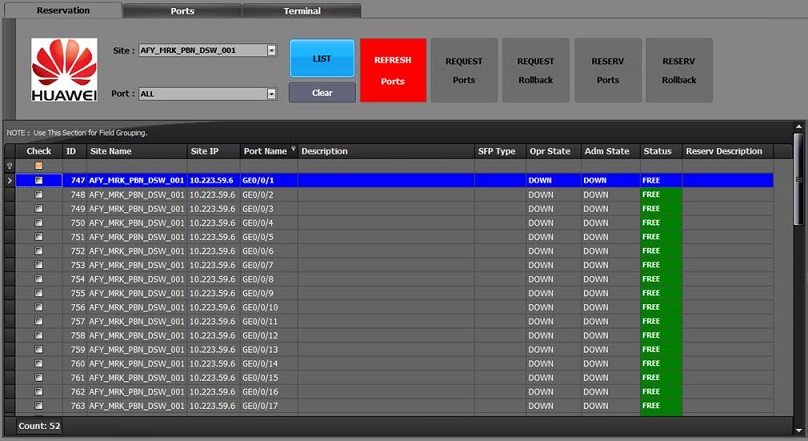 Reservation Ports Terminal
HUAWEI
Site : AFY_MRK_PBN_DSW_001
Port : ALL
LIST
Clear
REFRESH
Ports
REQUEST
Ports
REQUEST
Rollback
RESERV
Ports
RESERV
Rollback
NOTE : Use This Section for Field Grouping.
Check ID Site Name Site IP Port Name Description SFP Type Opr State Adm State Status Reserv Description
747 AFY_MRK_PBN_DSW_001 10.223.59.6 GE0/0/1 DOWN DOWN FREE
748 AFY_MRK_PBN_DSW_001 10.223.59.6 GE0/0/2 DOWN DOWN FREE
749 AFY_MRK_PBN_DSW_001 10.223.59.6 GE0/0/3 DOWN DOWN FREE
750 AFY_MRK_PBN_DSW_001 10.223.59.6 GE0/0/4 DOWN DOWN FREE
751 AFY_MRK_PBN_DSW_001 10.223.59.6 GE0/0/5 DOWN DOWN FREE
752 AFY_MRK_PBN_DSW_001 10.223.59.6 GE0/0/6 DOWN DOWN FREE
753 AFY_MRK_PBN_DSW_001 10.223.59.6 GE0/0/7 DOWN DOWN FREE
754 AFY_MRK_PBN_DSW_001 10.223.59.6 GE0/0/8 DOWN DOWN FREE
755 AFY_MRK_PBN_DSW_001 10.223.59.6 GE0/0/9 DOWN DOWN FREE
756 AFY_MRK_PBN_DSW_001 10.223.59.6 GE0/0/10 DOWN DOWN FREE
757 AFY_MRK_PBN_DSW_001 10.223.59.6 GE0/0/11 DOWN DOWN FREE
758 AFY_MRK_PBN_DSW_001 10.223.59.6 GE0/0/12 DOWN DOWN FREE
759 AFY_MRK_PBN_DSW_001 10.223.59.6 GE0/0/13 DOWN DOWN FREE
760 AFY_MRK_PBN_DSW_001 10.223.59.6 GE0/0/14 DOWN DOWN FREE
761 AFY_MRK_PBN_DSW_001 10.223.59.6 GE0/0/15 DOWN DOWN FREE
762 AFY_MRK_PBN_DSW_001 10.223.59.6 GE0/0/16 DOWN DOWN FREE
763 AFY_MRK_PBN_DSW_001 10.223.59.6 GE0/0/17 DOWN DOWN FREE
Count: 52